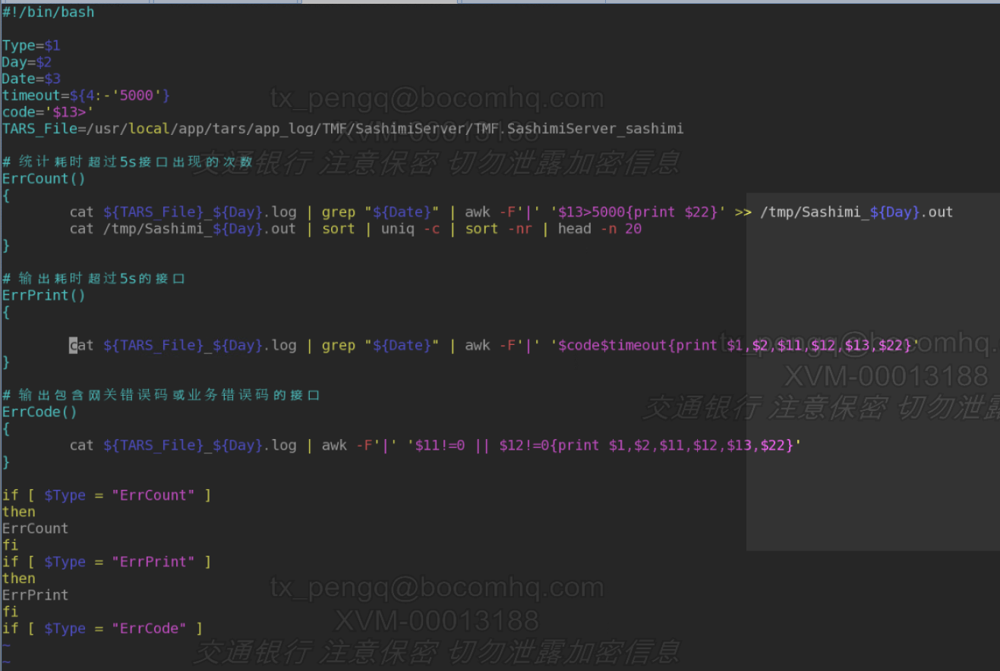 #!/bin/bash
Type=$1
Day=$2
Date=$3
timeout=${4:-'5000'}
tx_pengq@bocomhq.com
code='$13>'
TARS_File=/usr/local/app/tars/app_log/TMF/SashimiServer/TMF.SashimiServer_sashimi
XVM-00013188
# 统计耗时超过5s接口出现的次数
交通银行 注意保密 切勿泄露加密信息
ErrCount()
{
cat ${TARS_File}_${Day}.log | grep "${Date}" | awk -F'|' '$13>5000{print $22}' >> /tmp/Sashimi_${Day}.out
cat /tmp/Sashimi_${Day}.out | sort | uniq -c | sort -nr | head -n 20
}
# 输出耗时超过5s的接口
ErrPrint()
{
cat ${TARS_File}_${Day}.log | grep "${Date}" | awk -F'|' '$code$timeout{print $1,$2,$11,$12,$13,$22}'
tx_pengq@bocomhq.
}
XVM-00013188
# 输出包含网关错误码或业务错误码的接口
交通银行 注意保密 切勿泄露
ErrCode()
{
cat ${TARS_File}_${Day}.log | awk -F'|' '$11!=0 || $12!=0{print $1,$2,$11,$12,$13,$22}'
}
if [ $Type = "ErrCount" ]
then
ErrCount
fi
if [ $Type = "ErrPrint" ]
then
ErrPrint
tx_pengq@bocomhq.com
fi
XVM-00013188
if [ $Type = "ErrCode" ]
~
交通银行 注意保密 切勿泄露加密信息
~